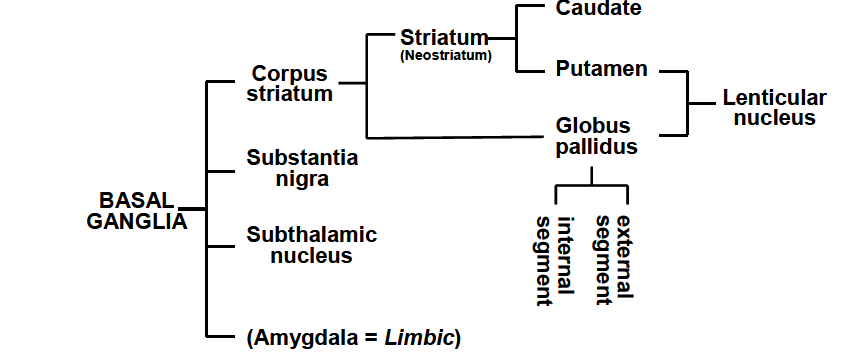 Caudate
Striatum
(Neostriatum)
Corpus
striatum
Putamen
Lenticular
nucleus
Globus
pallidus
Substantia
nigra
BASAL
GANGLIA
Subthalamic
nucleus
internal
segment
external
segment
(Amygdala = Limbic)